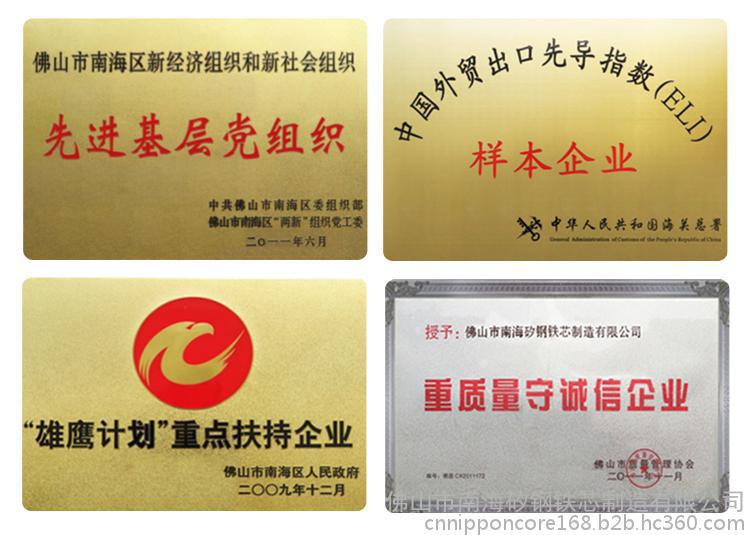 佛山市南海区新经济组织和新社会组织
先进基层党组织
中共佛山市南海区委组织部
佛山市南海区“两新”组织党工委
二〇一一年六月
中国外贸出口先导指数(ELI)
样本企业
中华人民共和国海关总署
General Administration of Customs of the People's Republic of China
“雄鹰计划”重点扶持企业
佛山市南海区人民政府
二〇〇九年十二月
授予：佛山市南海矽钢铁芯制造有限公司
重质量守诚信企业
佛山市质量管理协会
二〇一一年一一月
佛山市南海矽钢铁芯制造有限公司
cnnipponcore168.b2b.hc360.com